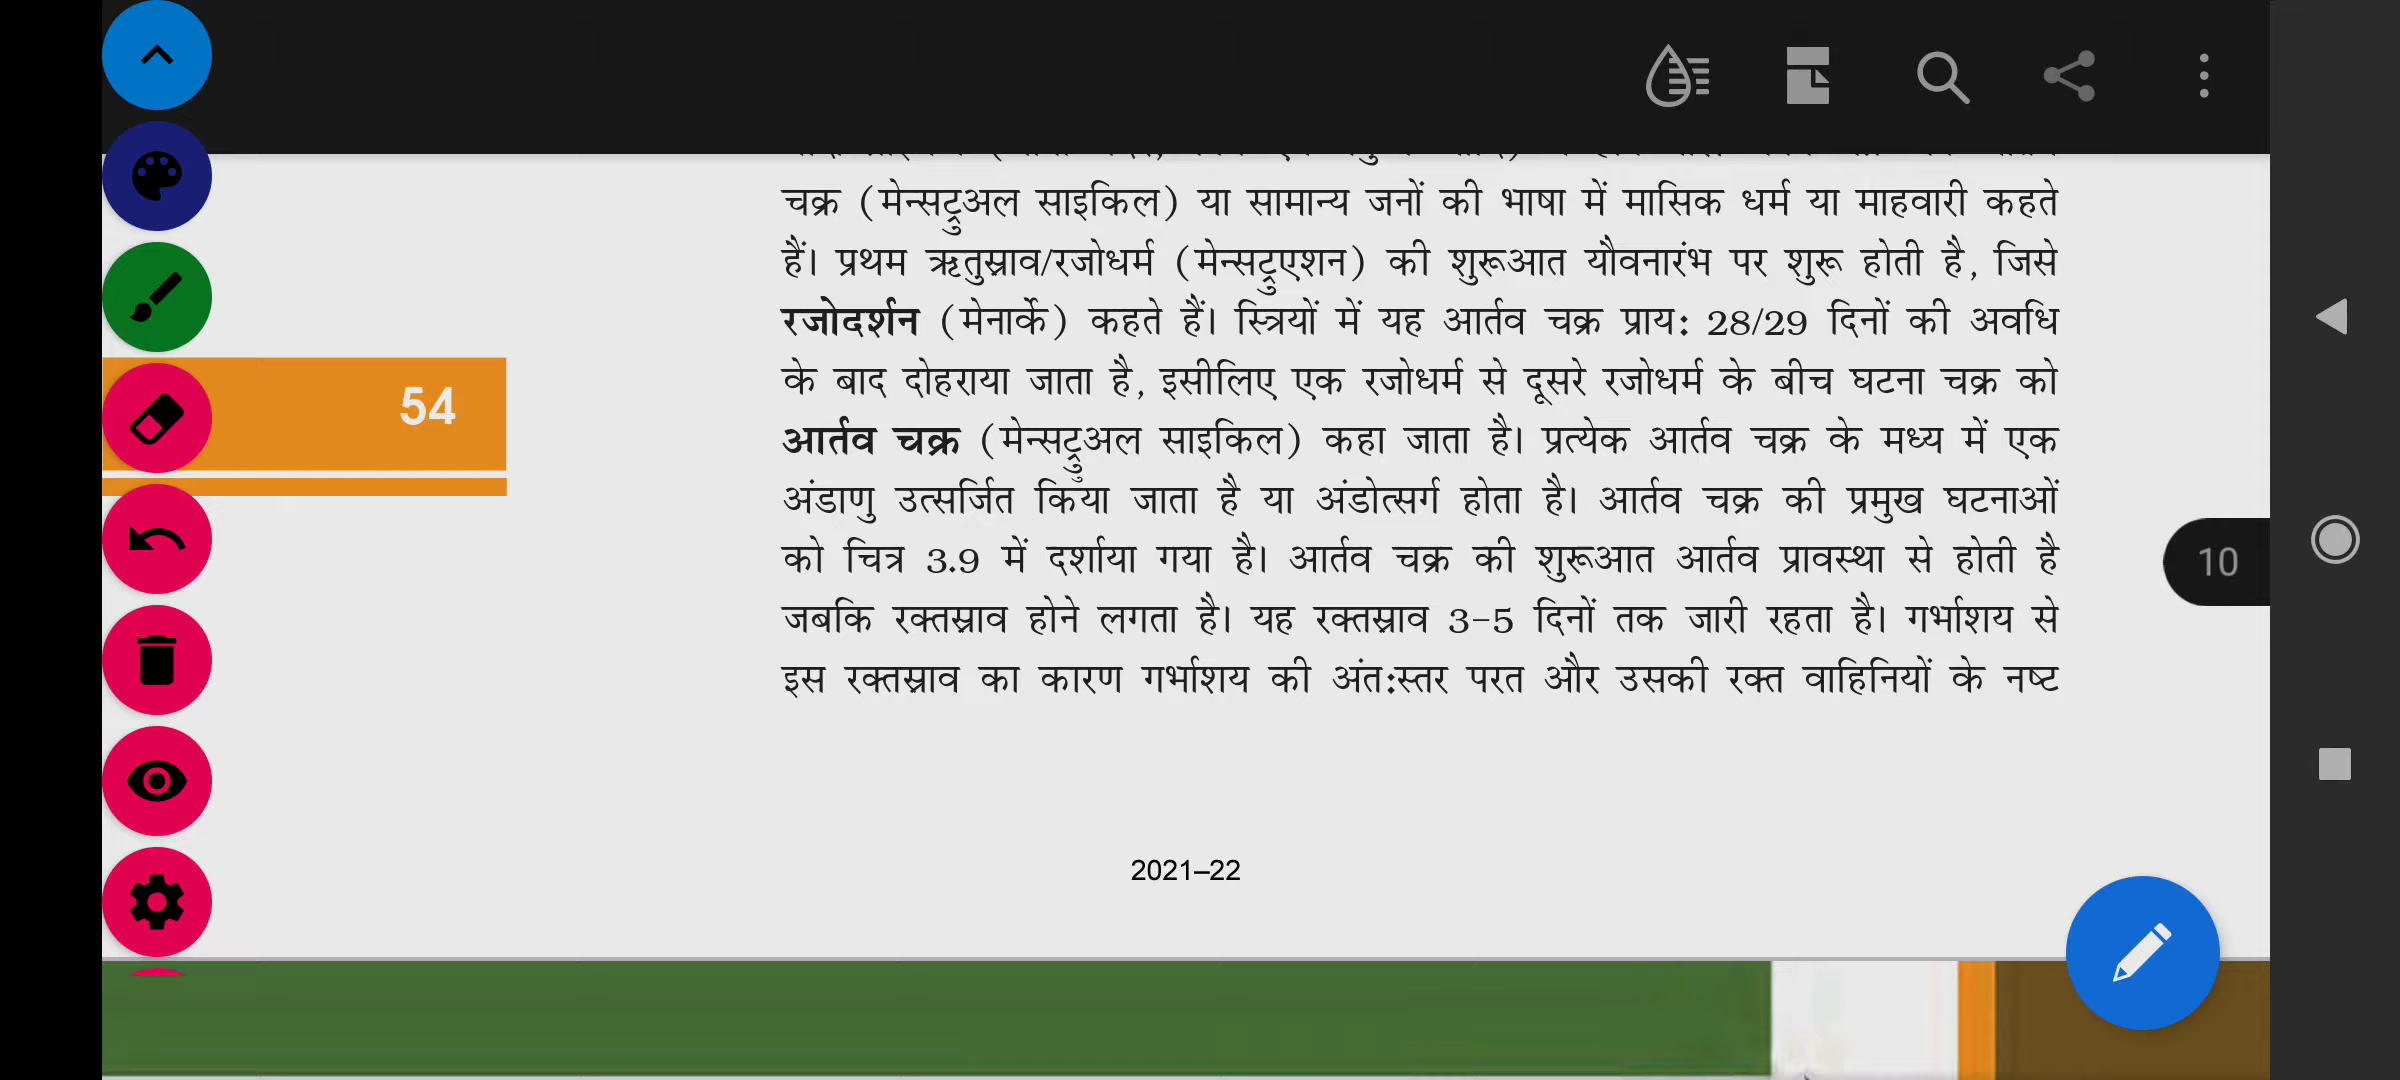 चक्र (मेन्सट्रुअल साइकिल) या सामान्य जनों की भाषा में मासिक धर्म या माहवारी कहते
हैं। प्रथम ऋतुस्राव/रजोधर्म (मेन्सट्रुएशन) की शुरूआत यौवनारंभ पर शुरू होती है, जिसे
रजोदर्शन (मेनार्के) कहते हैं। स्त्रियों में यह आर्तव चक्र प्राय: 28/29 दिनों की अवधि
के बाद दोहराया जाता है, इसीलिए एक रजोधर्म से दूसरे रजोधर्म के बीच घटना चक्र को
54
आर्तव चक्र (मेन्सट्रुअल साइकिल) कहा जाता है। प्रत्येक आर्तव चक्र के मध्य में एक
अंडाणु उत्सर्जित किया जाता है या अंडोत्सर्ग होता है। आर्तव चक्र की प्रमुख घटनाओं
को चित्र 3.9 में दर्शाया गया है। आर्तव चक्र की शुरूआत आर्तव प्रावस्था से होती है
10
जबकि रक्तस्राव होने लगता है। यह रक्तस्राव 3–5 दिनों तक जारी रहता है। गर्भाशय से
इस रक्तस्राव का कारण गर्भाशय की अंत:स्तर परत और उसकी रक्त वाहिनियों के नष्ट
2021–22